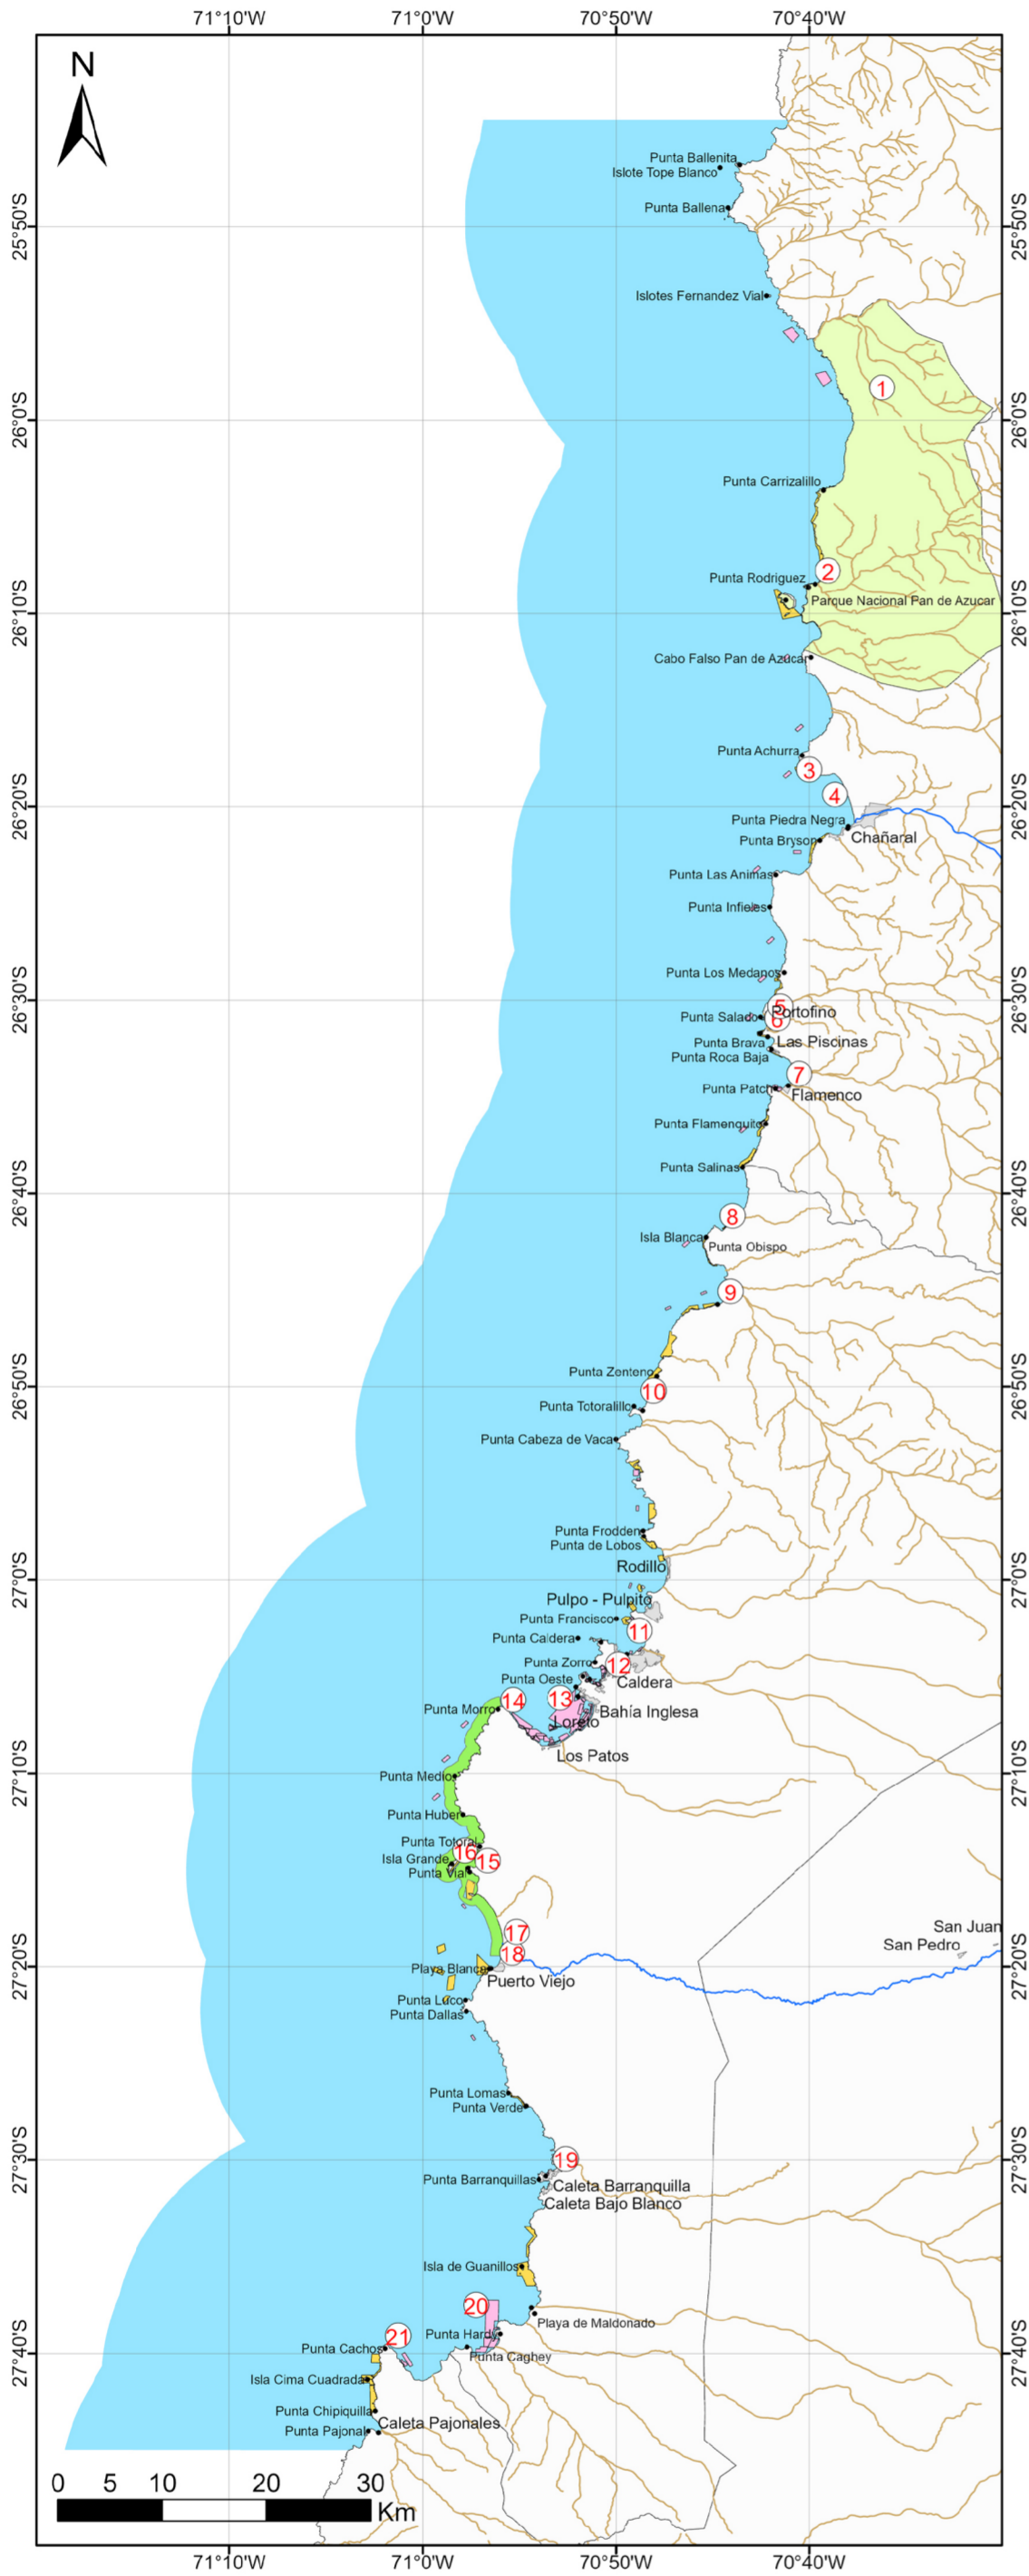 71°10'W 71°0'W 70°50'W 70°40'W
N
Punta Ballenita
Islote Tope Blanco
Punta Ballena
25°50'S 25°50'S
Islotes Fernandez Vial
1
26°0'S 26°0'S
Punta Carrizalillo
2
Punta Rodriguez
Parque Nacional Pan de Azucar
26°10'S 26°10'S
Cabo Falso Pan de Azucar
Punta Achurra
3
4
26°20'S 26°20'S
Punta Piedra Negra
Chañaral
Punta Bryson
Punta Las Animas
Punta Infieles
Punta Los Medanos
26°30'S 26°30'S
5
Portofino
Punta Salado
6
Punta Brava
Las Piscinas
Punta Roca Baja
7
Punta Patch
Flamenco
Punta Flamenquito
Punta Salinas
26°40'S 26°40'S
8
Isla Blanca
Punta Obispo
9
Punta Zenteno
26°50'S 26°50'S
10
Punta Totoralillo
Punta Cabeza de Vaca
Punta Frodden
Punta de Lobos
Rodillo
27°0'S 27°0'S
Pulpo - Pulpito
Punta Francisco
11
Punta Caldera
Punta Zorro
12
Punta Oeste
Caldera
14
13
Punta Morro
Bahía Inglesa
Loreto
Los Patos
27°10'S 27°10'S
Punta Medio
Punta Huber
Punta Totoral
16
Isla Grande
15
Punta Vial
17
San Juan
18
San Pedro
27°20'S 27°20'S
Playa Blanca
Puerto Viejo
Punta Luco
Punta Dallas
Punta Lomas
Punta Verde
27°30'S 27°30'S
19
Punta Barranquillas
Caleta Barranquilla
Caleta Bajo Blanco
Isla de Guanillos
20
Playa de Maldonado
21
Punta Hardy
Punta Cachos
Punta Caghey
27°40'S 27°40'S
Isla Cima Cuadrada
Punta Chipiquilla
Caleta Pajonales
Punta Pajonal
0 5 10 20 30
Km
71°10'W 71°0'W 70°50'W 70°40'W